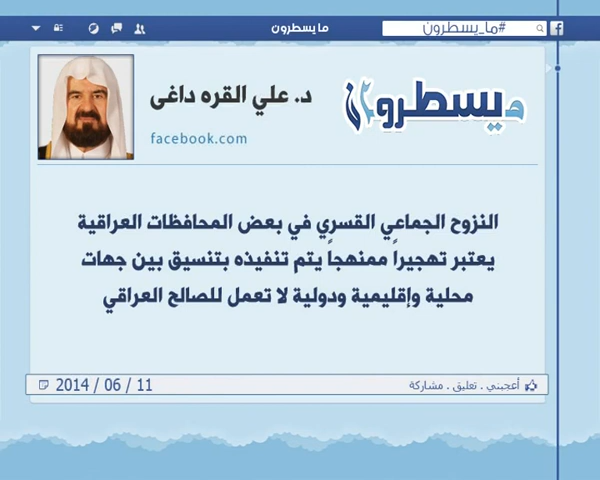 ما يسطرون
#ما_يسطرون
ما يسطرون
د. علي القره داغى
facebook.com
النزوح الجماعي القسري في بعض المحافظات العراقية
يعتبر تهجيراً ممنهجاً يتم تنفيذه بتنسيق بين جهات
محلية وإقليمية ودولية لا تعمل للصالح العراقي
أعجبني . تعليق . مشاركة
2014 / 06 / 11